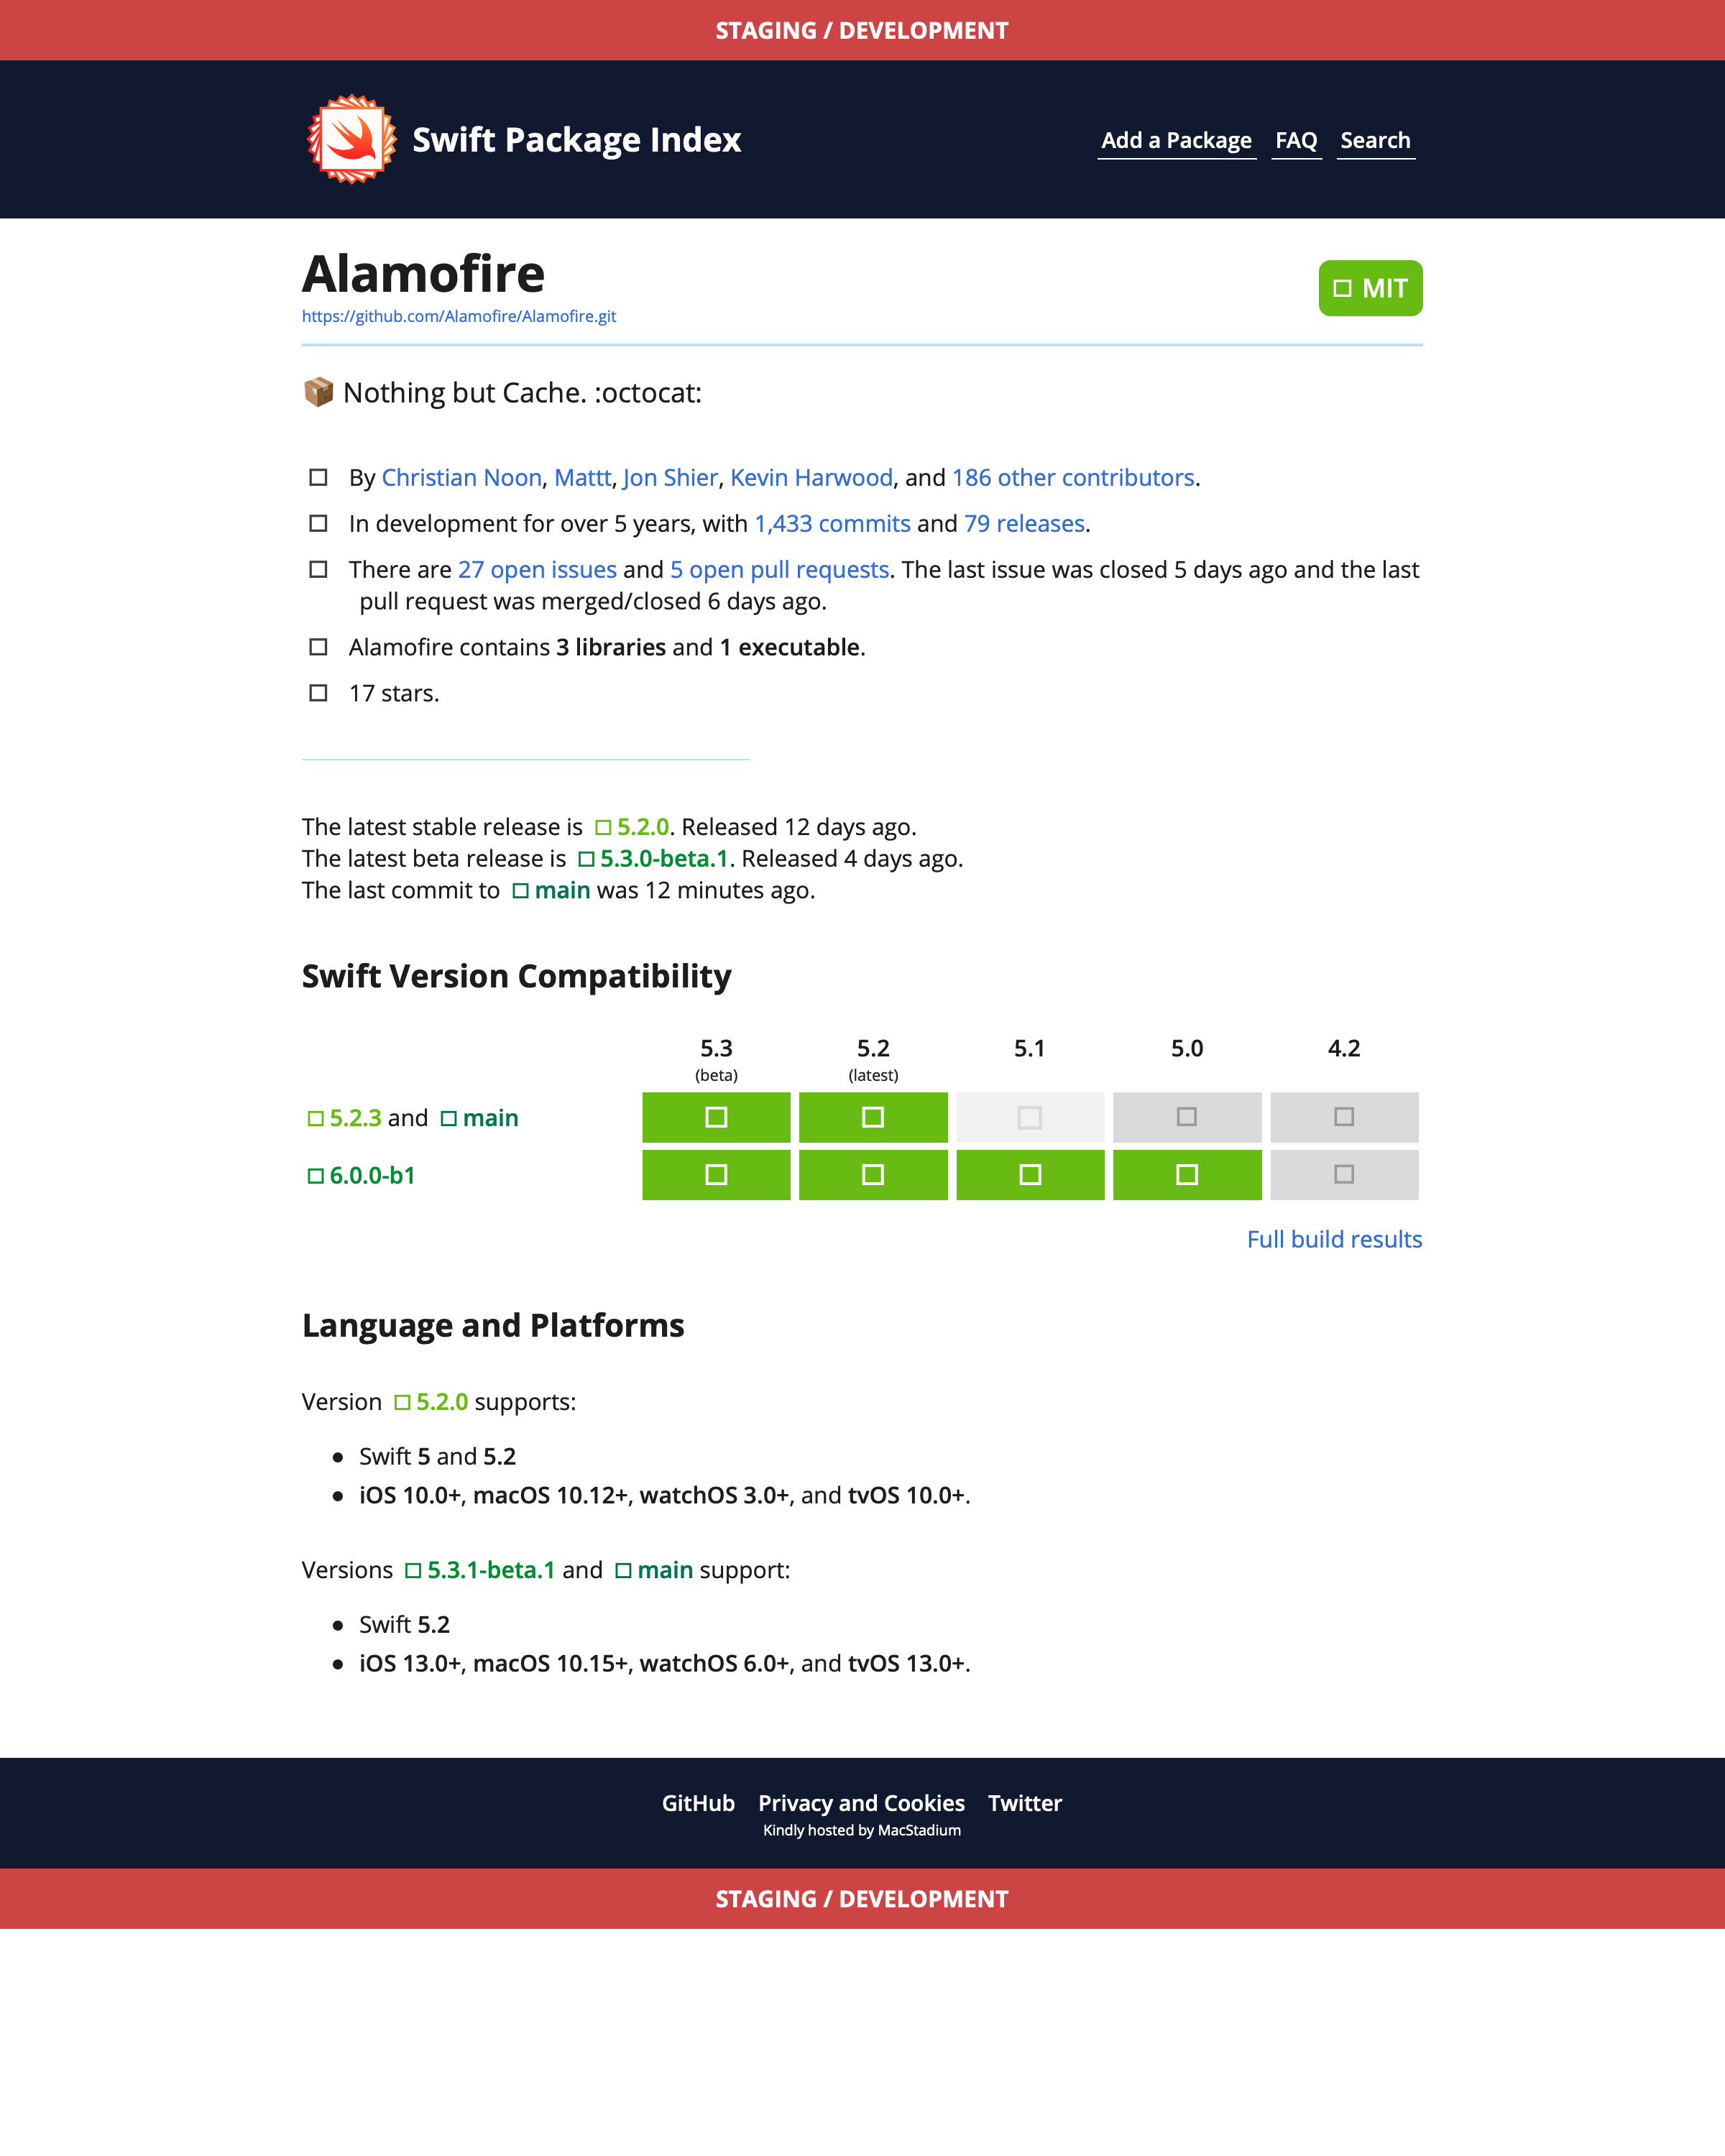 STAGING / DEVELOPMENT
Swift Package Index
Add a Package FAQ Search
Alamofire
MIT
https://github.com/Alamofire/Alamofire.git
📦 Nothing but Cache. :octocat:
By Christian Noon, Mattt, Jon Shier, Kevin Harwood, and 186 other contributors.
In development for over 5 years, with 1,433 commits and 79 releases.
There are 27 open issues and 5 open pull requests. The last issue was closed 5 days ago and the last
pull request was merged/closed 6 days ago.
Alamofire contains 3 libraries and 1 executable.
17 stars.
The latest stable release is 5.2.0. Released 12 days ago.
The latest beta release is 5.3.0-beta.1. Released 4 days ago.
The last commit to main was 12 minutes ago.
Swift Version Compatibility
5.3 5.2 5.1 5.0 4.2
(beta) (latest)
5.2.3 and main
6.0.0-b1
Full build results
Language and Platforms
Version 5.2.0 supports:
● Swift 5 and 5.2
● iOS 10.0+, macOS 10.12+, watchOS 3.0+, and tvOS 10.0+.
Versions 5.3.1-beta.1 and main support:
● Swift 5.2
● iOS 13.0+, macOS 10.15+, watchOS 6.0+, and tvOS 13.0+.
GitHub Privacy and Cookies Twitter
Kindly hosted by MacStadium
STAGING / DEVELOPMENT